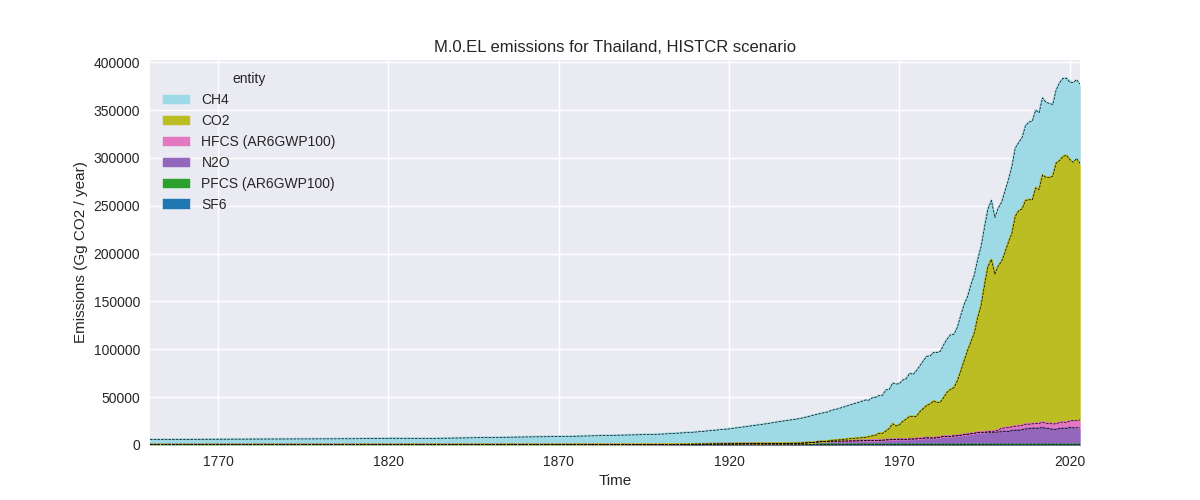 M.0.EL emissions for Thailand, HISTCR scenario
Emissions (Gg CO2 / year)
400000
350000
300000
250000
200000
150000
100000
50000
0
entity
CH4
CO2
HFCS (AR6GWP100)
N2O
PFCS (AR6GWP100)
SF6
1770 1820 1870 1920 1970 2020
Time